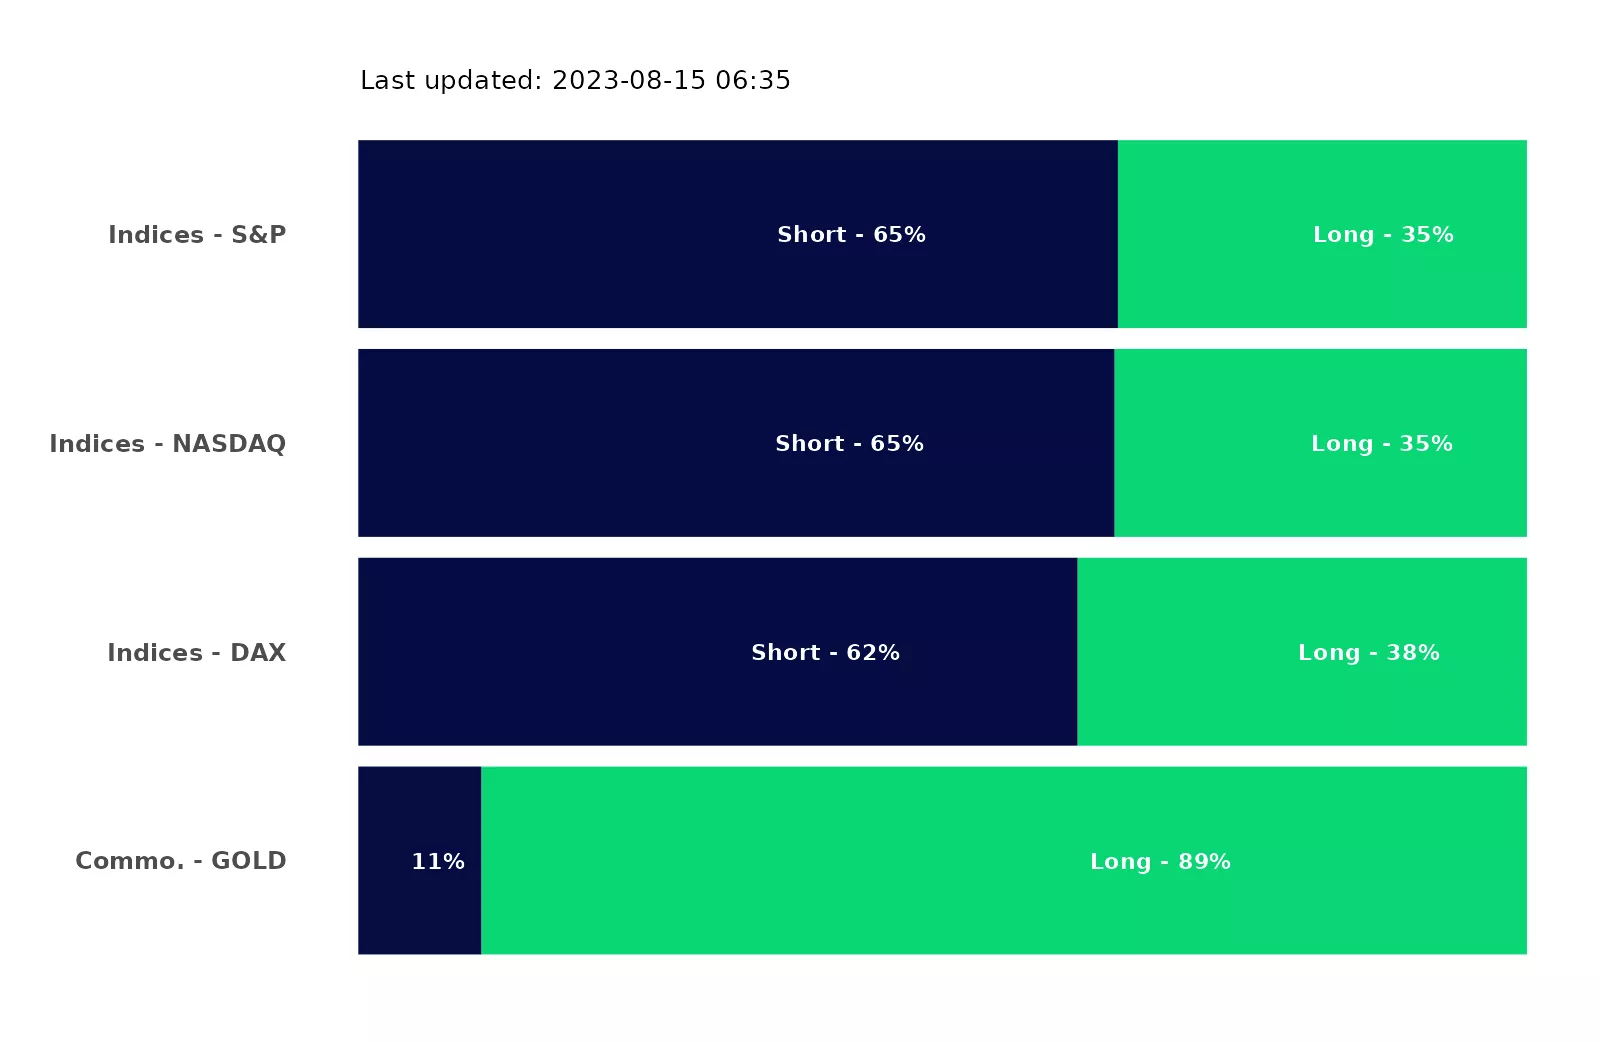 Last updated: 2023-08-15 06:35
Indices - S&P Short - 65% Long - 35%
Indices - NASDAQ Short - 65% Long - 35%
Indices - DAX Short - 62% Long - 38%
Commo. - GOLD 11% Long - 89%